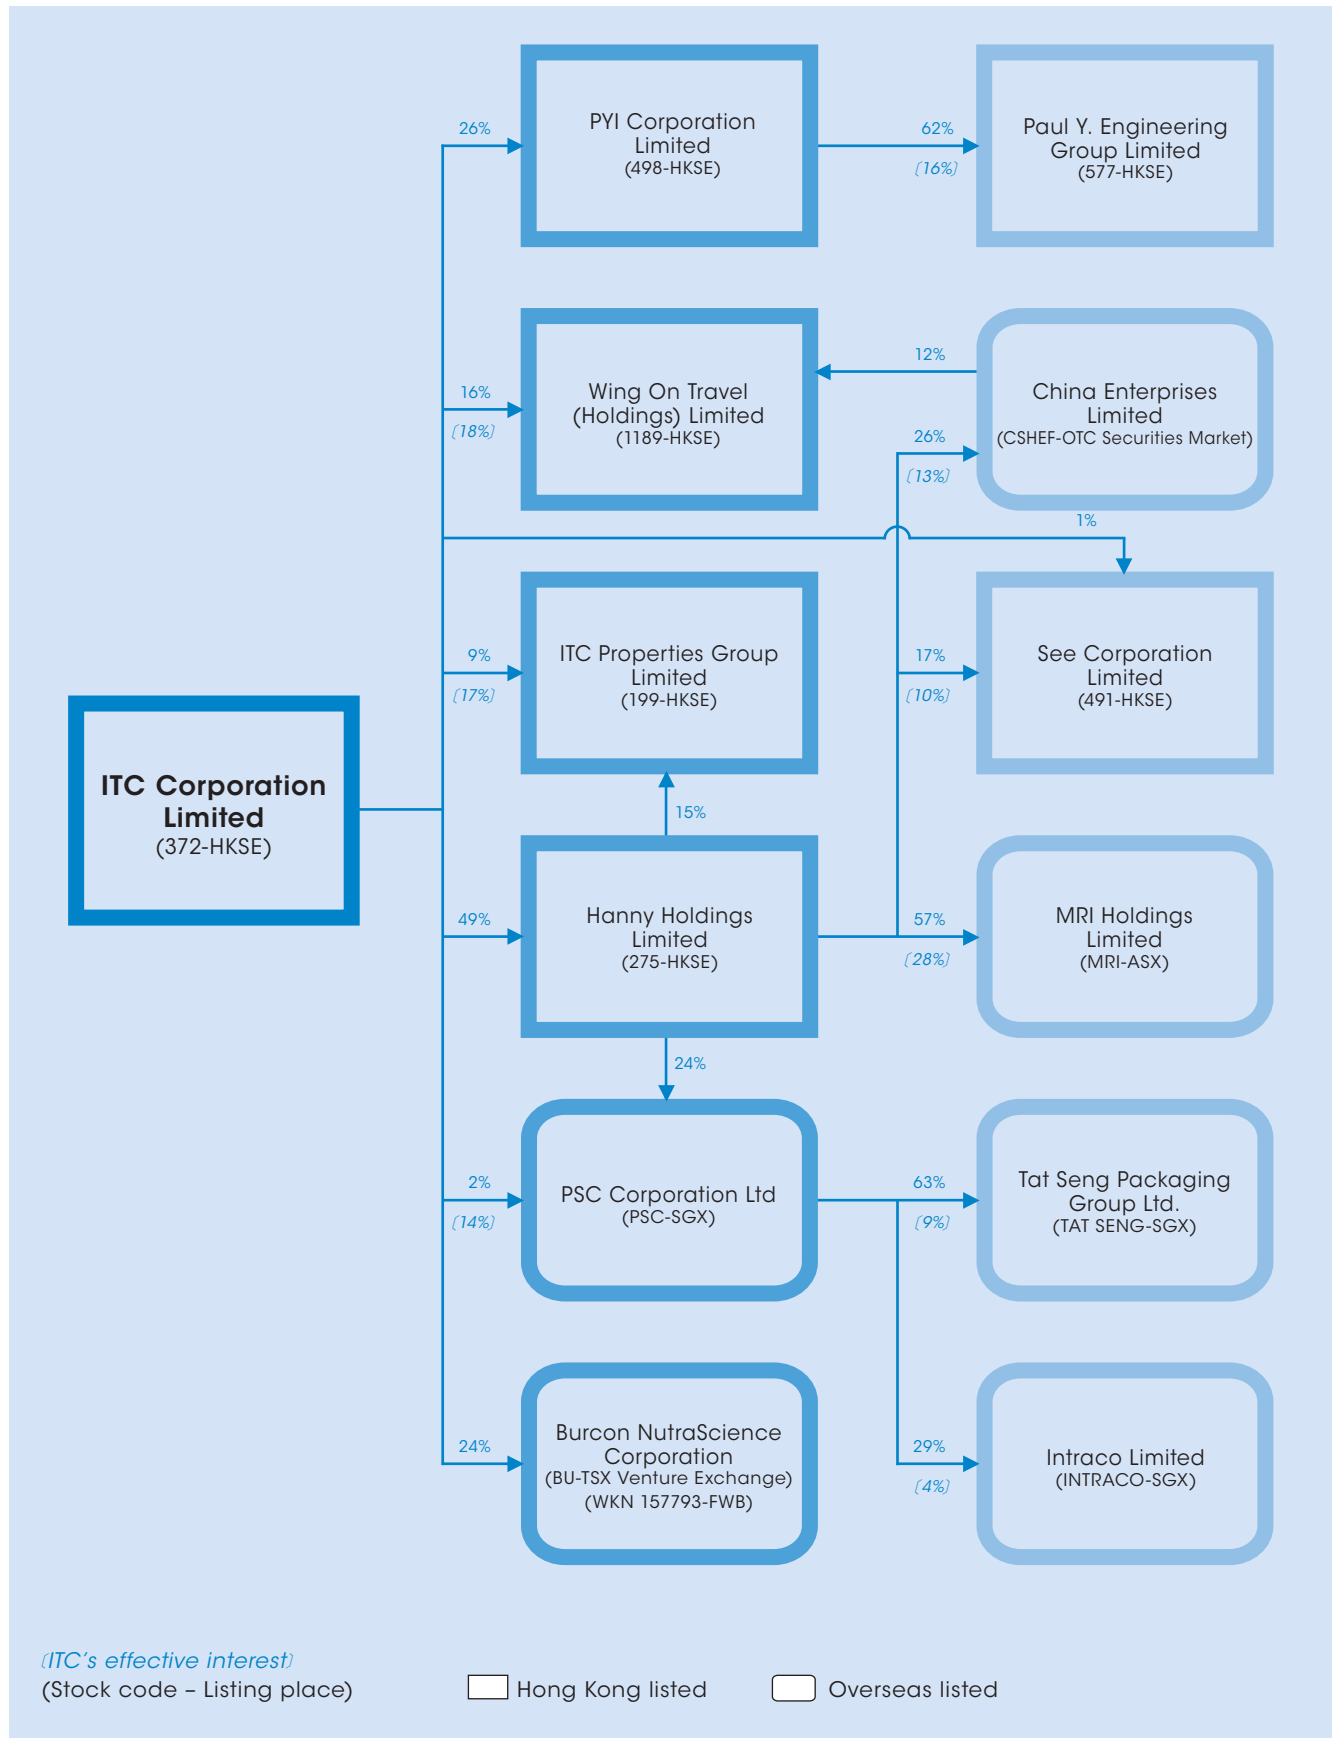 26%
PYI Corporation
Limited
(498-HKSE)
62%
(16%)
Paul Y. Engineering
Group Limited
(577-HKSE)
16%
(18%)
Wing On Travel
(Holdings) Limited
(1189-HKSE)
12%
26%
(13%)
China Enterprises
Limited
(CSHEF-OTC Securities Market)
1%
9%
(17%)
ITC Properties Group
Limited
(199-HKSE)
17%
(10%)
See Corporation
Limited
(491-HKSE)
ITC Corporation
Limited
(372-HKSE)
15%
49%
Hanny Holdings
Limited
(275-HKSE)
57%
(28%)
MRI Holdings
Limited
(MRI-ASX)
24%
2%
(14%)
PSC Corporation Ltd
(PSC-SGX)
63%
(9%)
Tat Seng Packaging
Group Ltd.
(TAT SENG-SGX)
24%
Burcon NutraScience
Corporation
(BU-TSX Venture Exchange)
(WKN 157793-FWB)
29%
(4%)
Intraco Limited
(INTRACO-SGX)
(ITC's effective interest)
(Stock code – Listing place)
Hong Kong listed
Overseas listed